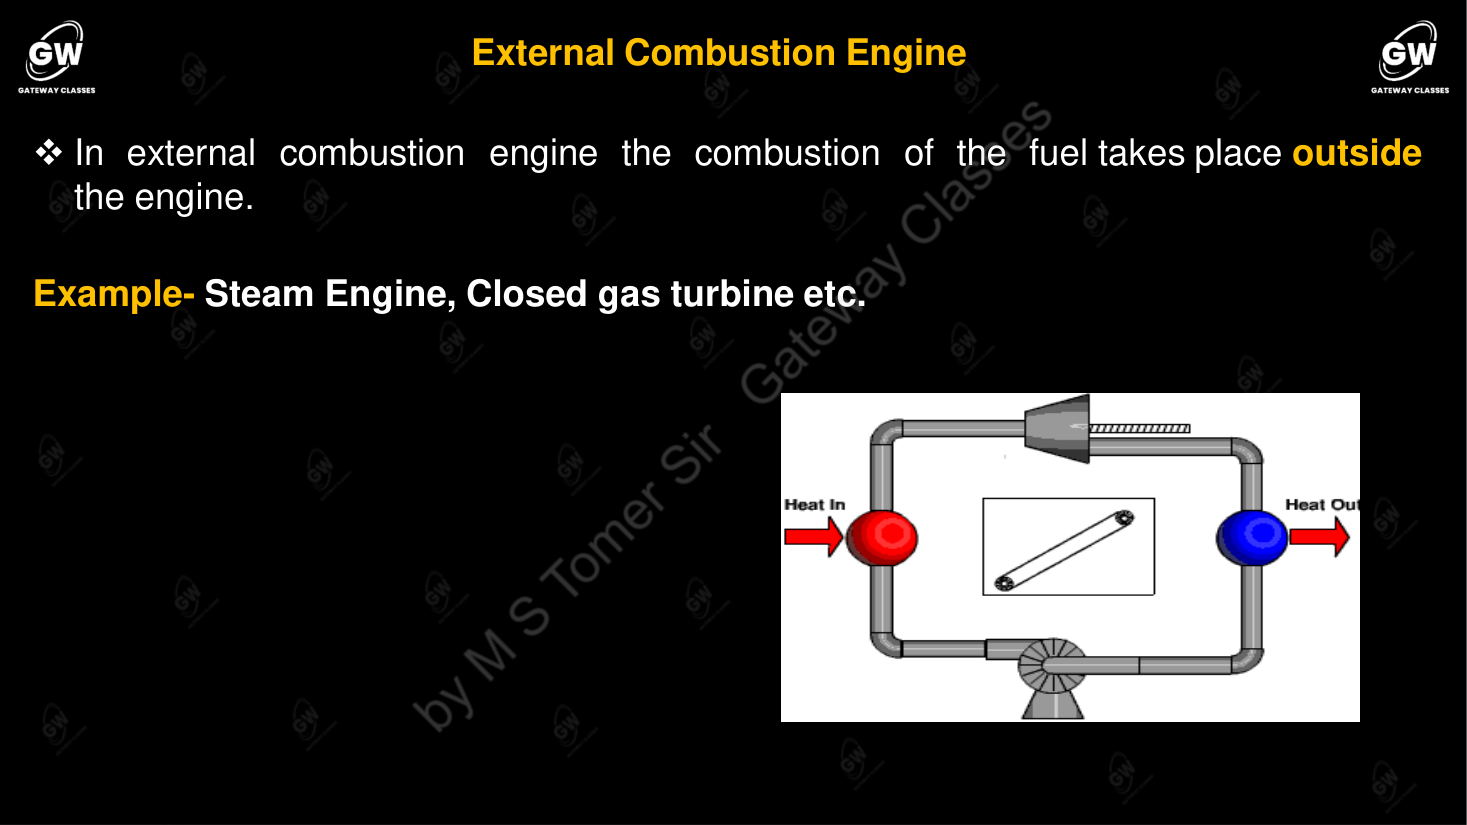 GW
GATEWAY CLASSES
External Combustion Engine
GW
GATEWAY CLASSES
❖ In external combustion engine the combustion of the fuel takes place outside
the engine.
Example- Steam Engine, Closed gas turbine etc.
Heat In
Heat Out
by M S Tomer Sir Gateway Classes